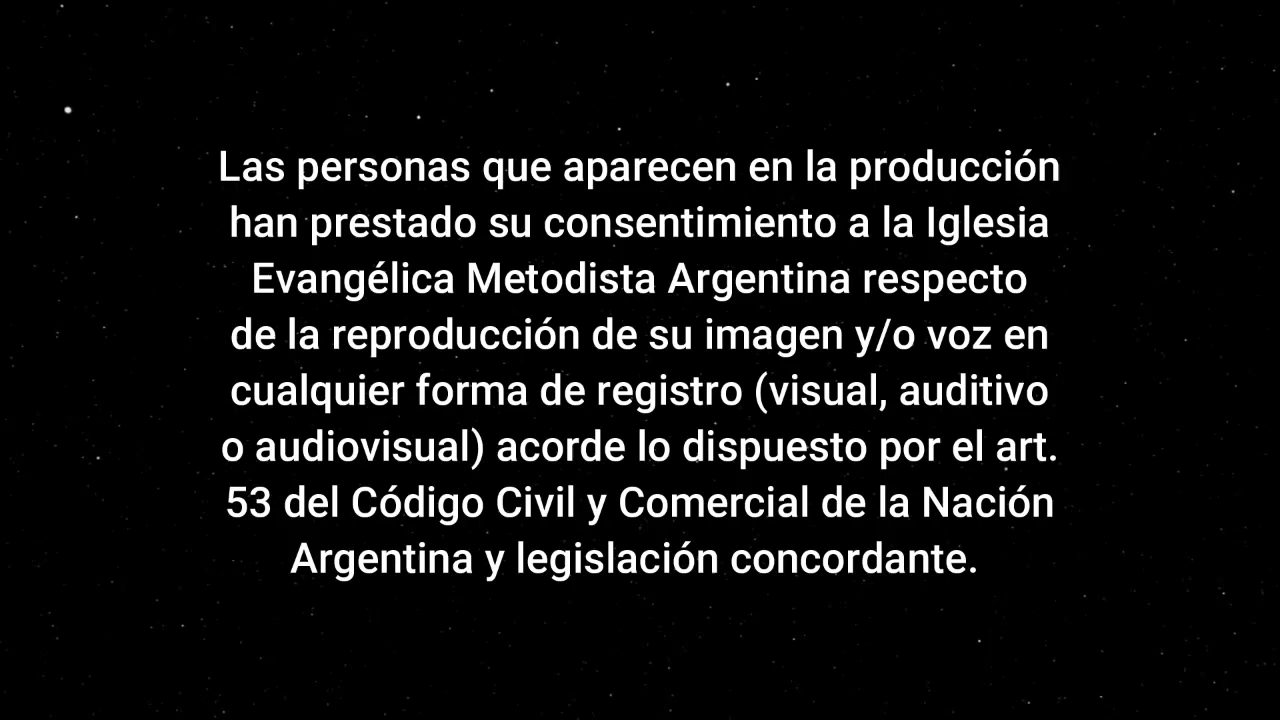 Las personas que aparecen en la producción
han prestado su consentimiento a la Iglesia
Evangélica Metodista Argentina respecto
de la reproducción de su imagen y/o voz en
cualquier forma de registro (visual, auditivo
o audiovisual) acorde lo dispuesto por el art.
53 del Código Civil y Comercial de la Nación
Argentina y legislación concordante.